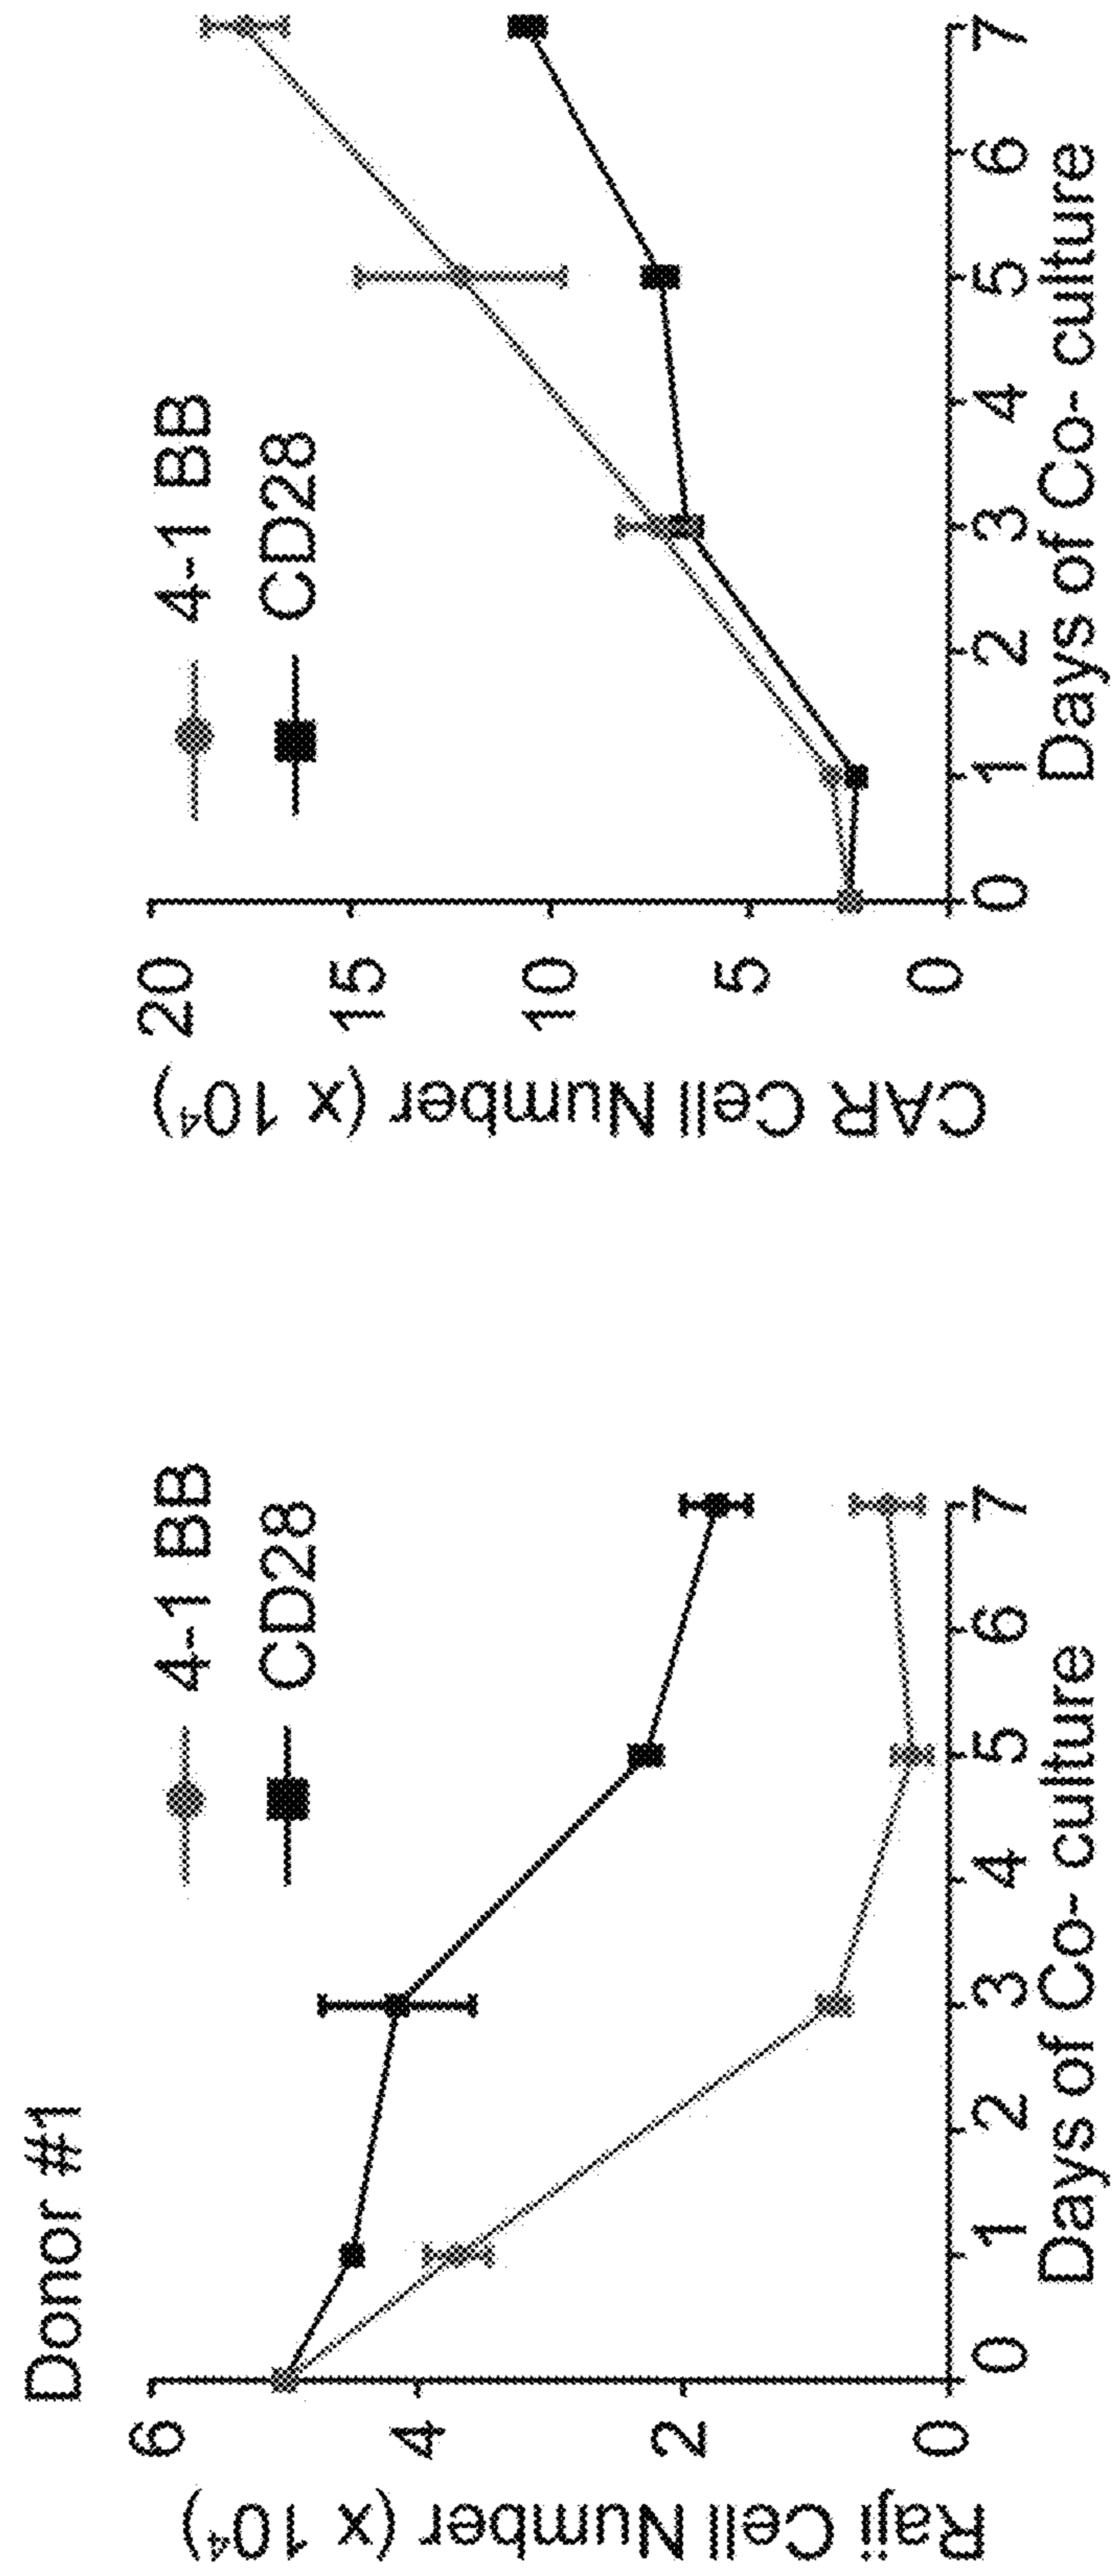 Donor #1
4-1 BB
CD28
Raji Cell Number (x 10⁴)
6
4
2
0
0 1 2 3 4 5 6 7
Days of Co- culture
4-1 BB
CD28
CAR Cell Number (x 10⁴)
20
15
10
5
0
0 1 2 3 4 5 6 7
Days of Co- culture